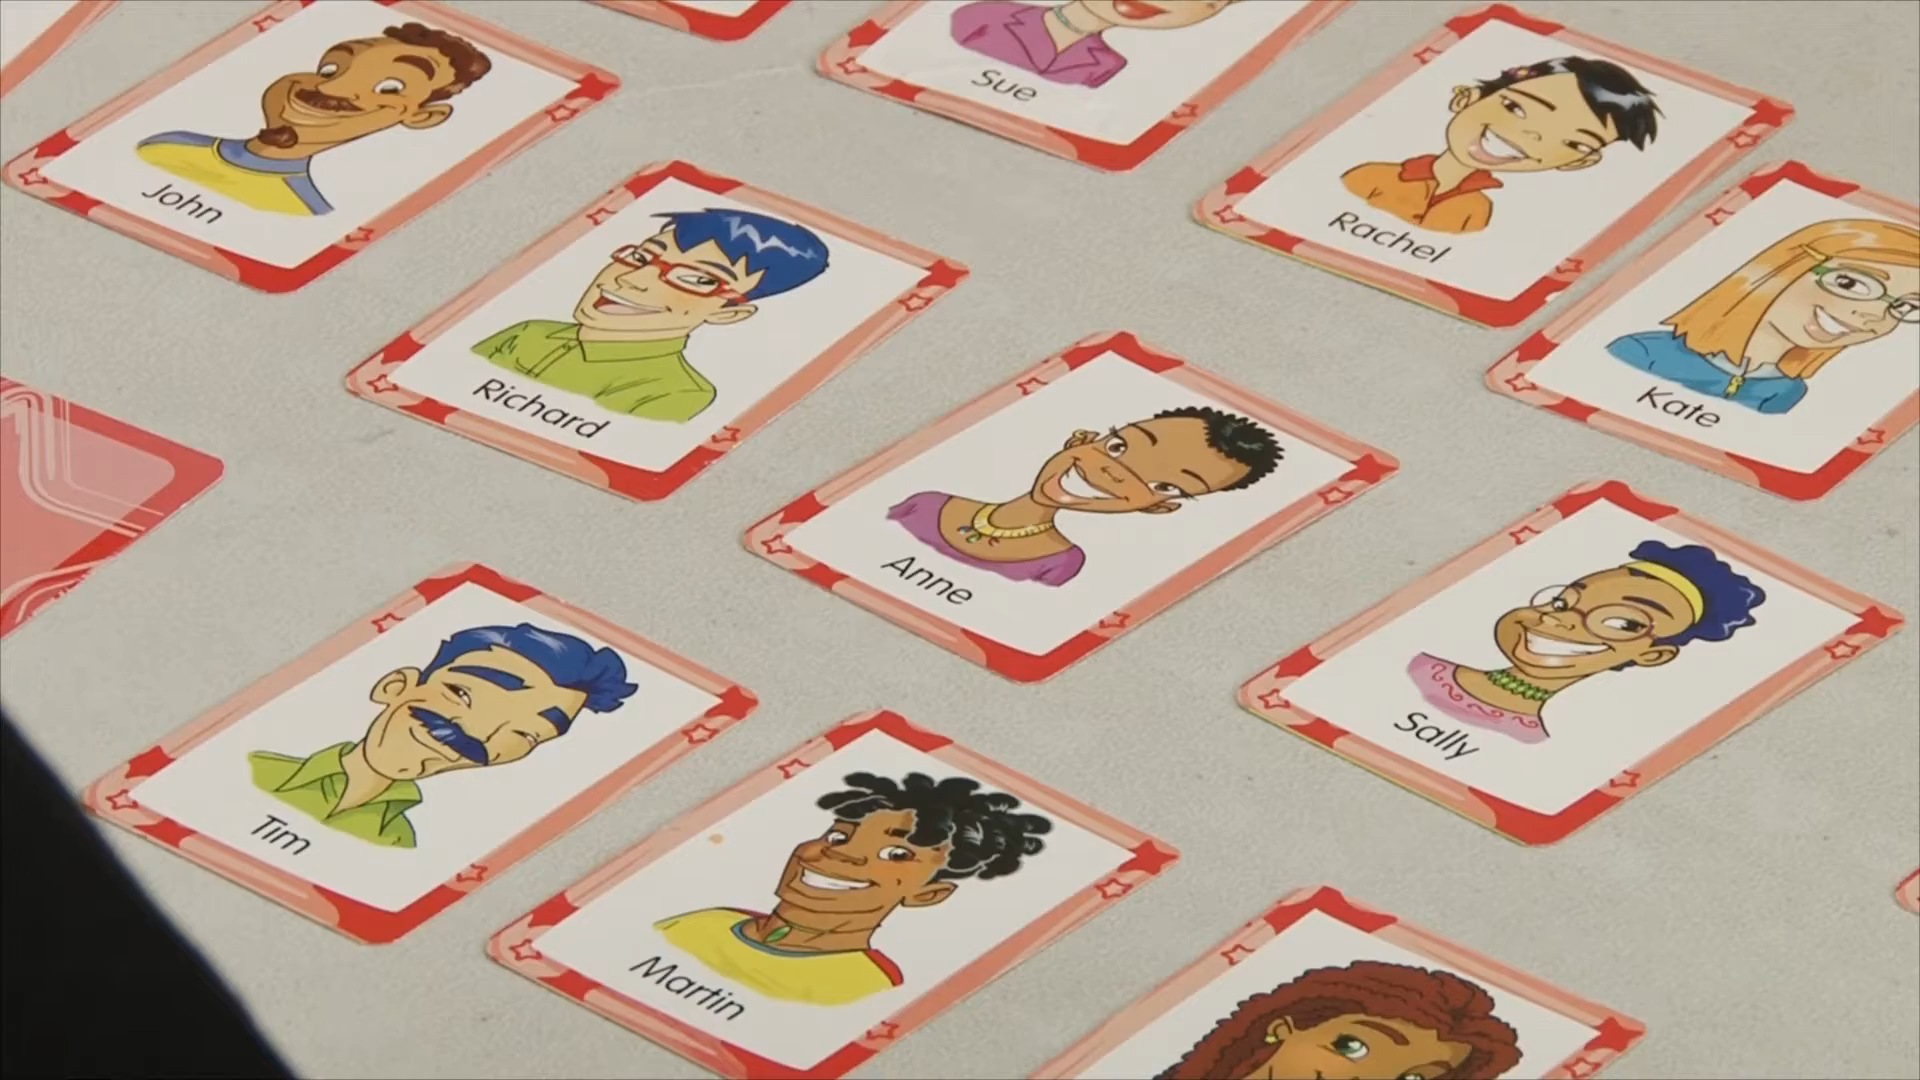 Sue
John
Rachel
Richard
Kate
Anne
Sally
Tim
Martin